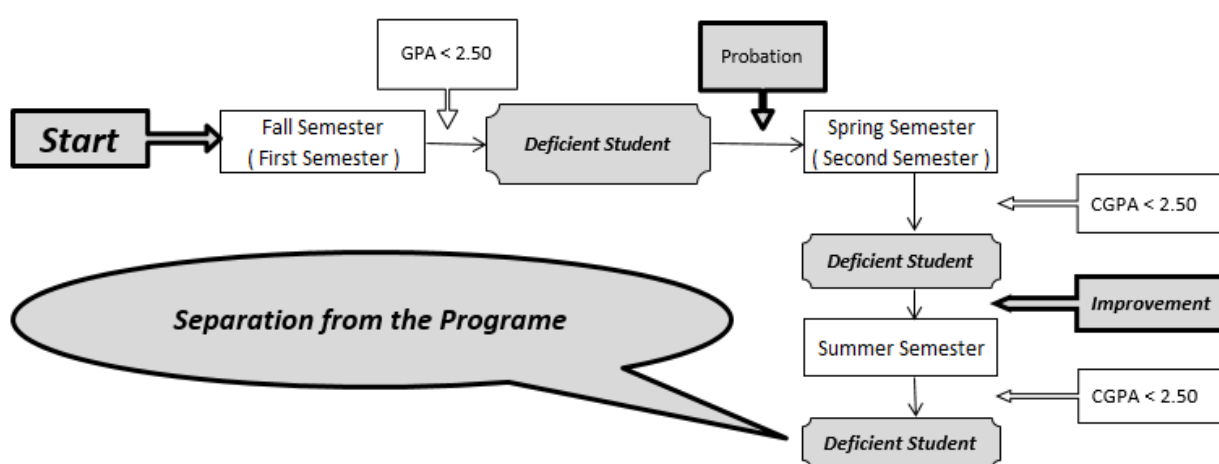 GPA < 2.50
Probation
Start
Fall Semester
( First Semester )
Deficient Student
Spring Semester
( Second Semester )
CGPA < 2.50
Deficient Student
Improvement
Separation from the Programe
Summer Semester
CGPA < 2.50
Deficient Student